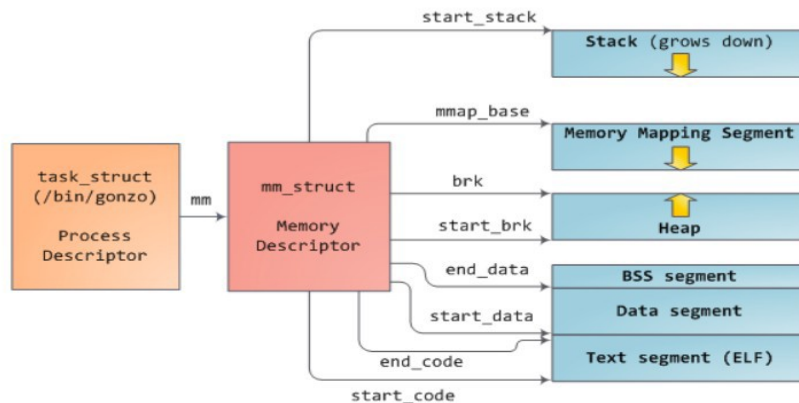 start_stack
Stack (grows down)
mmap_base
Memory Mapping Segment
task_struct
(/bin/gonzo)
Process
Descriptor
mm
mm_struct
Memory
Descriptor
brk
start_brk
Heap
end_data
BSS segment
start_data
Data segment
end_code
Text segment (ELF)
start_code